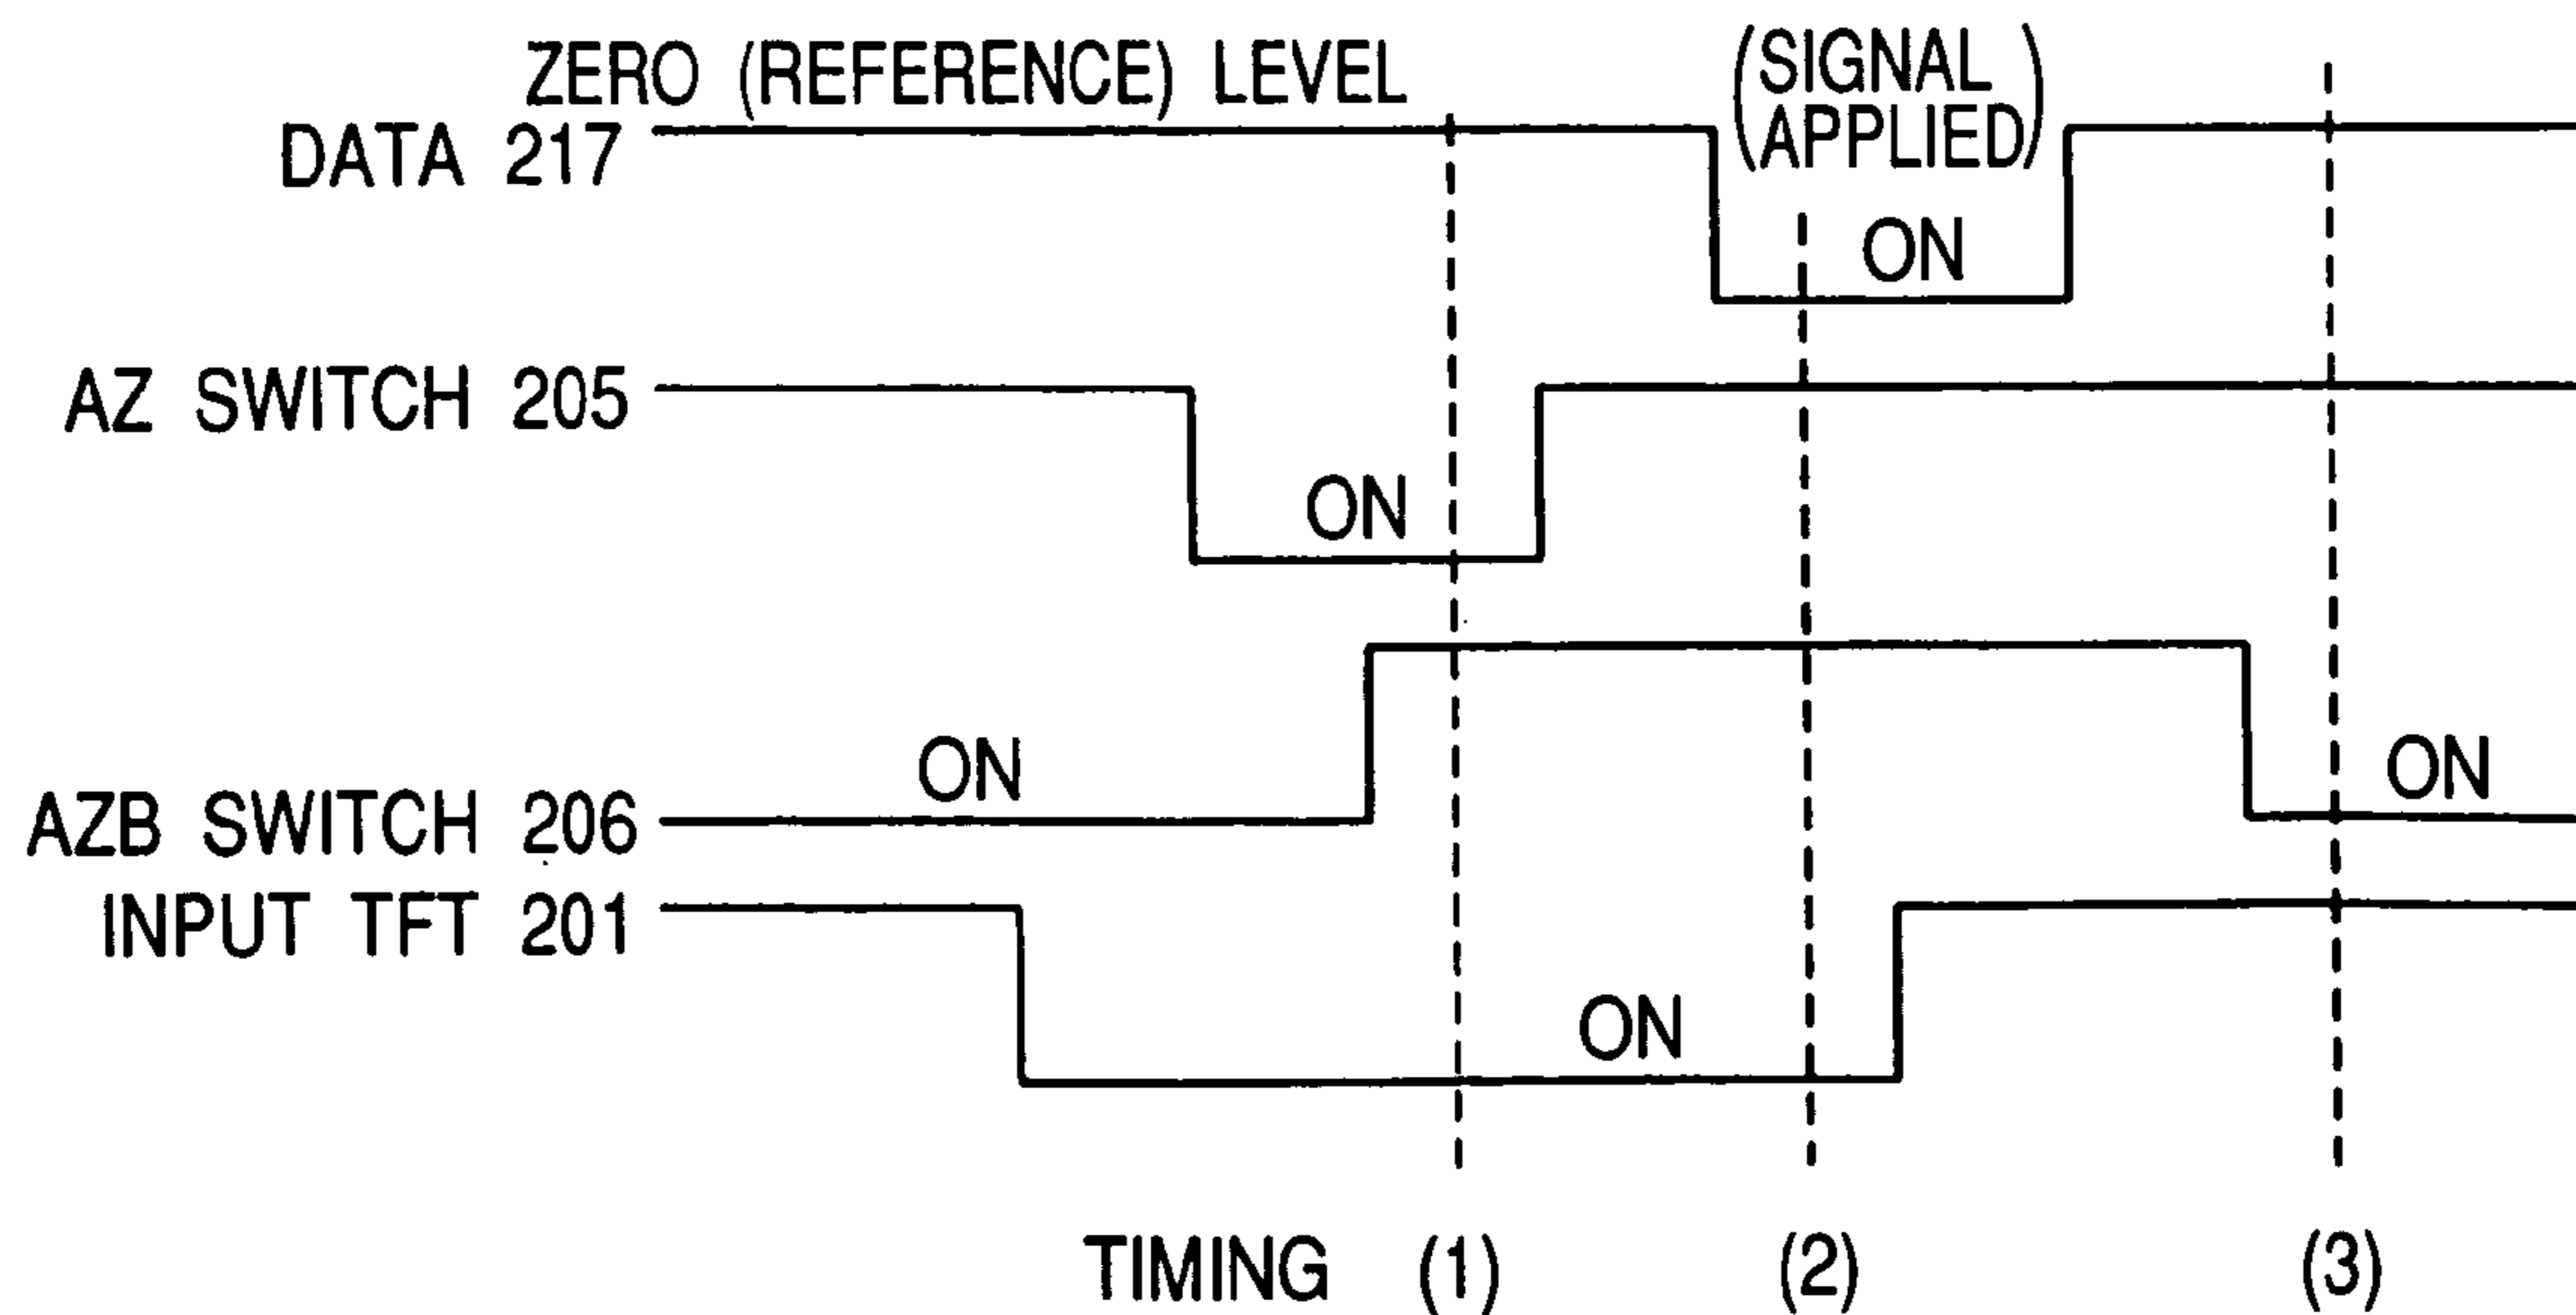 ZERO (REFERENCE) LEVEL
(SIGNAL
APPLIED)
DATA 217
ON
AZ SWITCH 205
ON
ON
ON
AZB SWITCH 206
INPUT TFT 201
ON
TIMING (1) (2) (3)